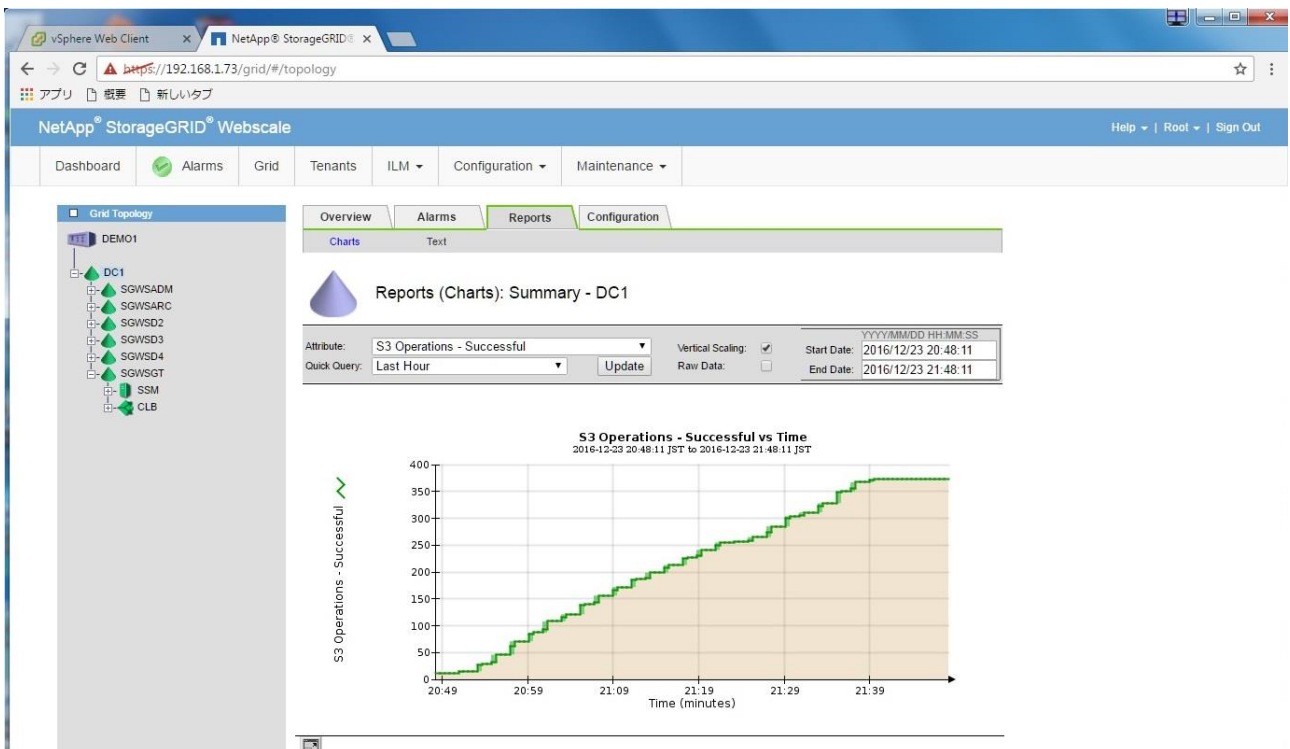 vSphere Web Client
NetApp® StorageGRID®
https://192.168.1.73/grid/#/topology
アプリ 概要 新しいタブ
NetApp® StorageGRID® Webscale
Help | Root | Sign Out
Dashboard Alarms Grid Tenants ILM Configuration Maintenance
Grid Topology
DEMO1
DC1
SGWSADM
SGWSARC
SGWSD2
SGWSD3
SGWSD4
SGWSGT
SSM
CLB
Overview Alarms Reports Configuration
Charts Text
Reports (Charts): Summary - DC1
YYYY/MM/DD HH:MM:SS
Attribute: S3 Operations - Successful Vertical Scaling: Start Date: 2016/12/23 20:48:11
Quick Query: Last Hour Update Raw Data: End Date: 2016/12/23 21:48:11
S3 Operations - Successful vs Time
2016-12-23 20:48:11 JST to 2016-12-23 21:48:11 JST
S3 Operations - Successful
400
350
300
250
200
150
100
50
0
20:49 20:59 21:09 21:19 21:29 21:39
Time (minutes)